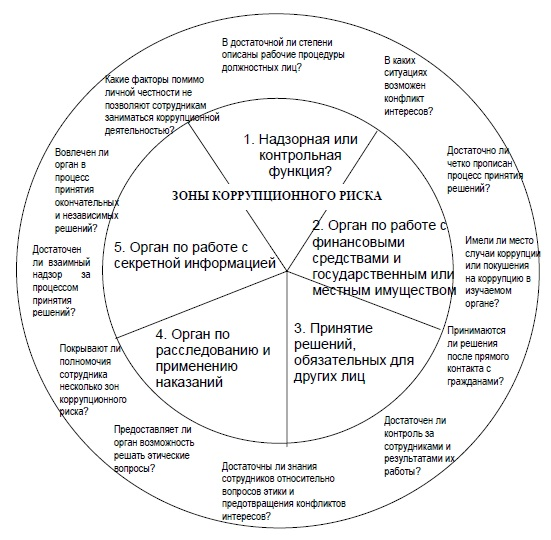 В достаточной ли степени
описаны рабочие процедуры
должностных лиц?
В каких
ситуациях
возможен
конфликт
интересов?
Достаточно ли
четко прописан
процесс принятия
решений?
Имели ли место
случаи коррупции
или покушения
на коррупцию в
изучаемом
органе?
Принимаются
ли решения
после прямого
контакта с
гражданами?
Достаточен ли
контроль за
сотрудниками и
результатами их
работы?
Достаточны ли знания
сотрудников относительно
вопросов этики и
предотвращения конфликтов
интересов?
Предоставляет ли
орган возможность
решать этические
вопросы?
Покрывают ли
полномочия
сотрудника
несколько зон
коррупционного
риска?
Достаточен
ли взаимный
надзор за
процессом
принятия
решений?
Вовлечен ли
орган в
процесс
принятия
окончательных
и независимых
решений?
Какие факторы помимо
личной честности не
позволяют сотрудникам
заниматься коррупционной
деятельностью?
1. Надзорная или
контрольная
функция?
ЗОНЫ КОРРУПЦИОННОГО РИСКА
2. Орган по работе с
финансовыми
средствами и
государственным или
местным имуществом
3. Принятие
решений,
обязательных для
других лиц
4. Орган по
расследованию и
применению
наказаний
5. Орган по работе с
секретной информацией